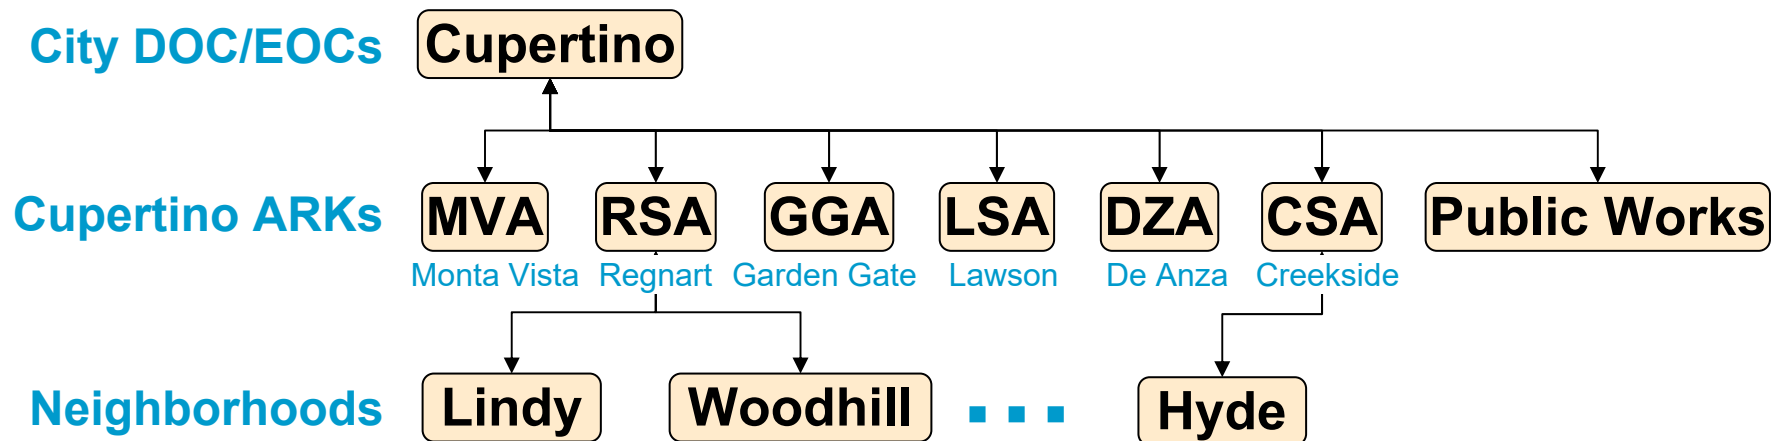 City DOC/EOCs Cupertino
Cupertino ARKs MVA RSA GGA LSA DZA CSA Public Works
Monta Vista Regnart Garden Gate Lawson De Anza Creekside
Neighborhoods Lindy Woodhill ... Hyde